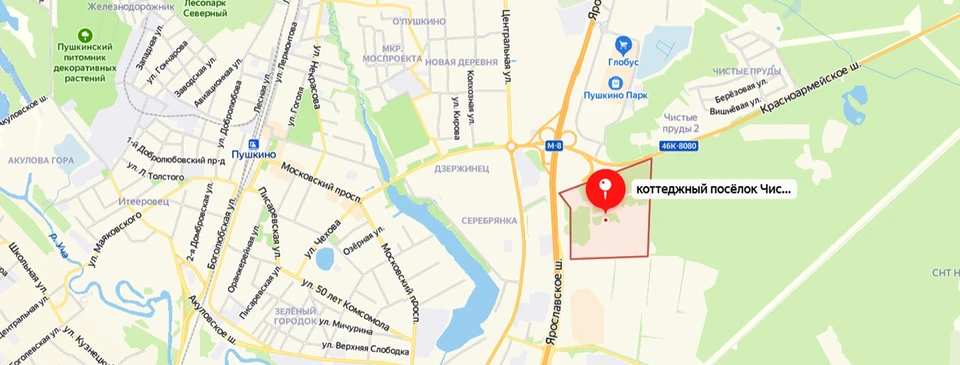 Железнодорожник
Лесопарк
Северный
Пушкинский
питомник
декоративных
растений
Западная ул.
ул. Гончарова
Заводская ул.
Авиационная ул.
ул. Добролюбова
Лесная ул.
ул. Лермонтова
ул. Гоголя
ул. Некрасова
О'ПУШКИНО
МКР.
МОСПРОЕКТА
НОВАЯ ДЕРЕВНЯ
Колхозная ул.
ул. Кирова
Центральная ул.
Яро
Глобус
Пушкино Парк
ЧИСТЫЕ ПРУДЫ
Берёзовая ул.
Вишнёвая ул.
Красноармейское ш.
Чистые
пруды 2
М-8
46К-8080
Акуловское ш.
АКУЛОВА ГОРА
1-й Добролюбовский пр-д
ул. Л. Толстого
Итееровец
Пушкино
Московский просп.
ДЗЕРЖИНЕЦ
СЕРЕБРЯНКА
коттеджный посёлок Чис...
ул. Маяковского
р. Уча
2-я Домбровская ул.
Боголюбская ул.
Писаревская ул.
Оранжерейная ул.
Писаревская ул.
ул. Чехова
Озёрная ул.
Московский просп.
ул. 50 лет Комсомола
ЗЕЛЁНЫЙ
ГОРОДОК
ул. Мичурина
ул. Верхняя Слободка
Акуловское ш.
Школьная ул.
Центральная ул.
ул. Кузнец
Ярославское ш.
СНТ Н